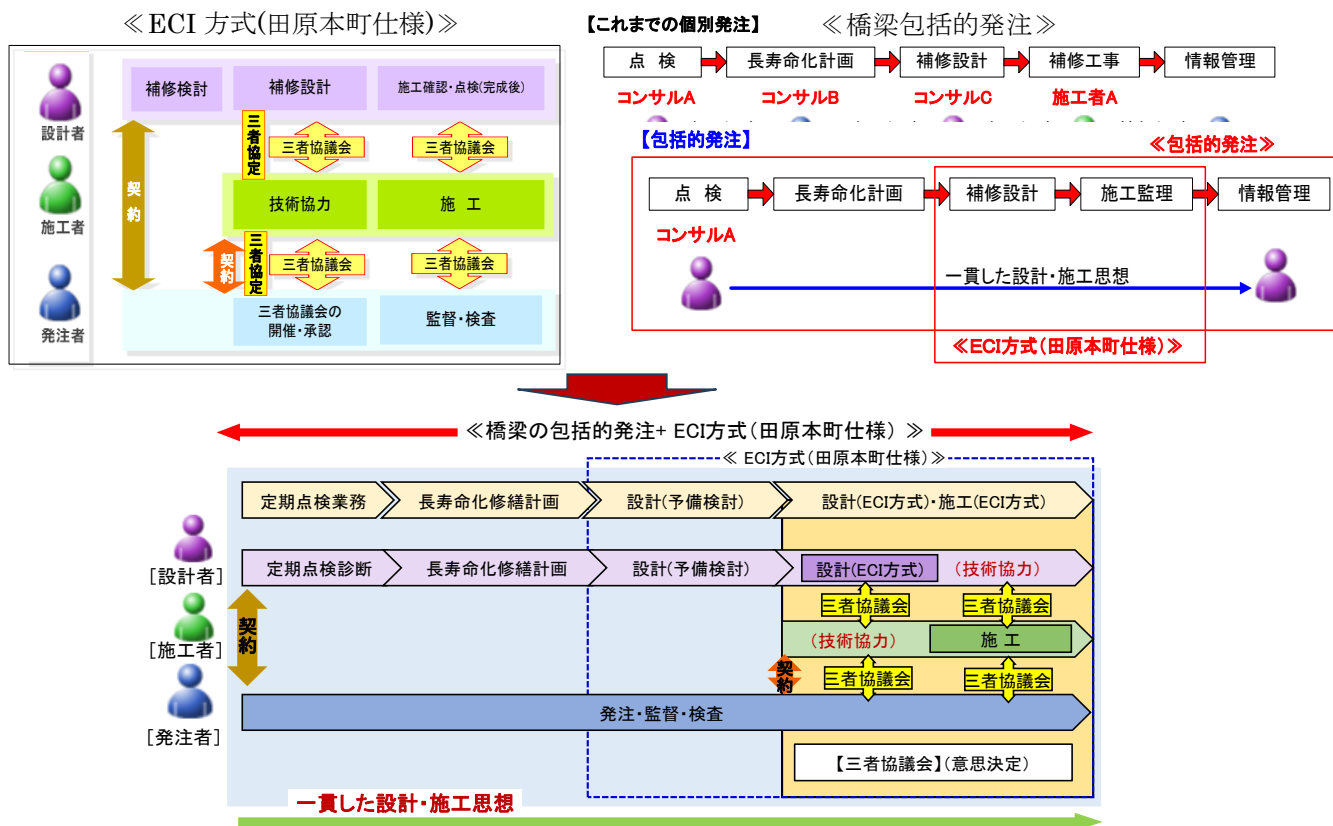 ≪ECI 方式(田原本町仕様)≫
補修検討
補修設計
施工確認・点検(完成後)
設計者
三者協定
三者協議会
三者協議会
契約
技術協力
施 工
施工者
契約
三者協定
三者協議会
三者協議会
三者協議会の
開催・承認
監督・検査
発注者
【これまでの個別発注】
≪橋梁包括的発注≫
点 検
長寿命化計画
補修設計
補修工事
情報管理
コンサルA
コンサルB
コンサルC
施工者A
【包括的発注】
≪包括的発注≫
点 検
長寿命化計画
補修設計
施工監理
情報管理
コンサルA
一貫した設計・施工思想
≪ECI方式(田原本町仕様)≫
≪橋梁の包括的発注+ ECI方式(田原本町仕様) ≫
≪ ECI方式(田原本町仕様)≫
定期点検業務
長寿命化修繕計画
設計(予備検討)
設計(ECI方式)・施工(ECI方式)
[設計者]
定期点検診断
長寿命化修繕計画
設計(予備検討)
設計(ECI方式)
(技術協力)
三者協議会
三者協議会
[施工者]
契約
(技術協力)
施 工
契約
三者協議会
三者協議会
[発注者]
発注・監督・検査
【三者協議会】(意思決定)
一貫した設計・施工思想